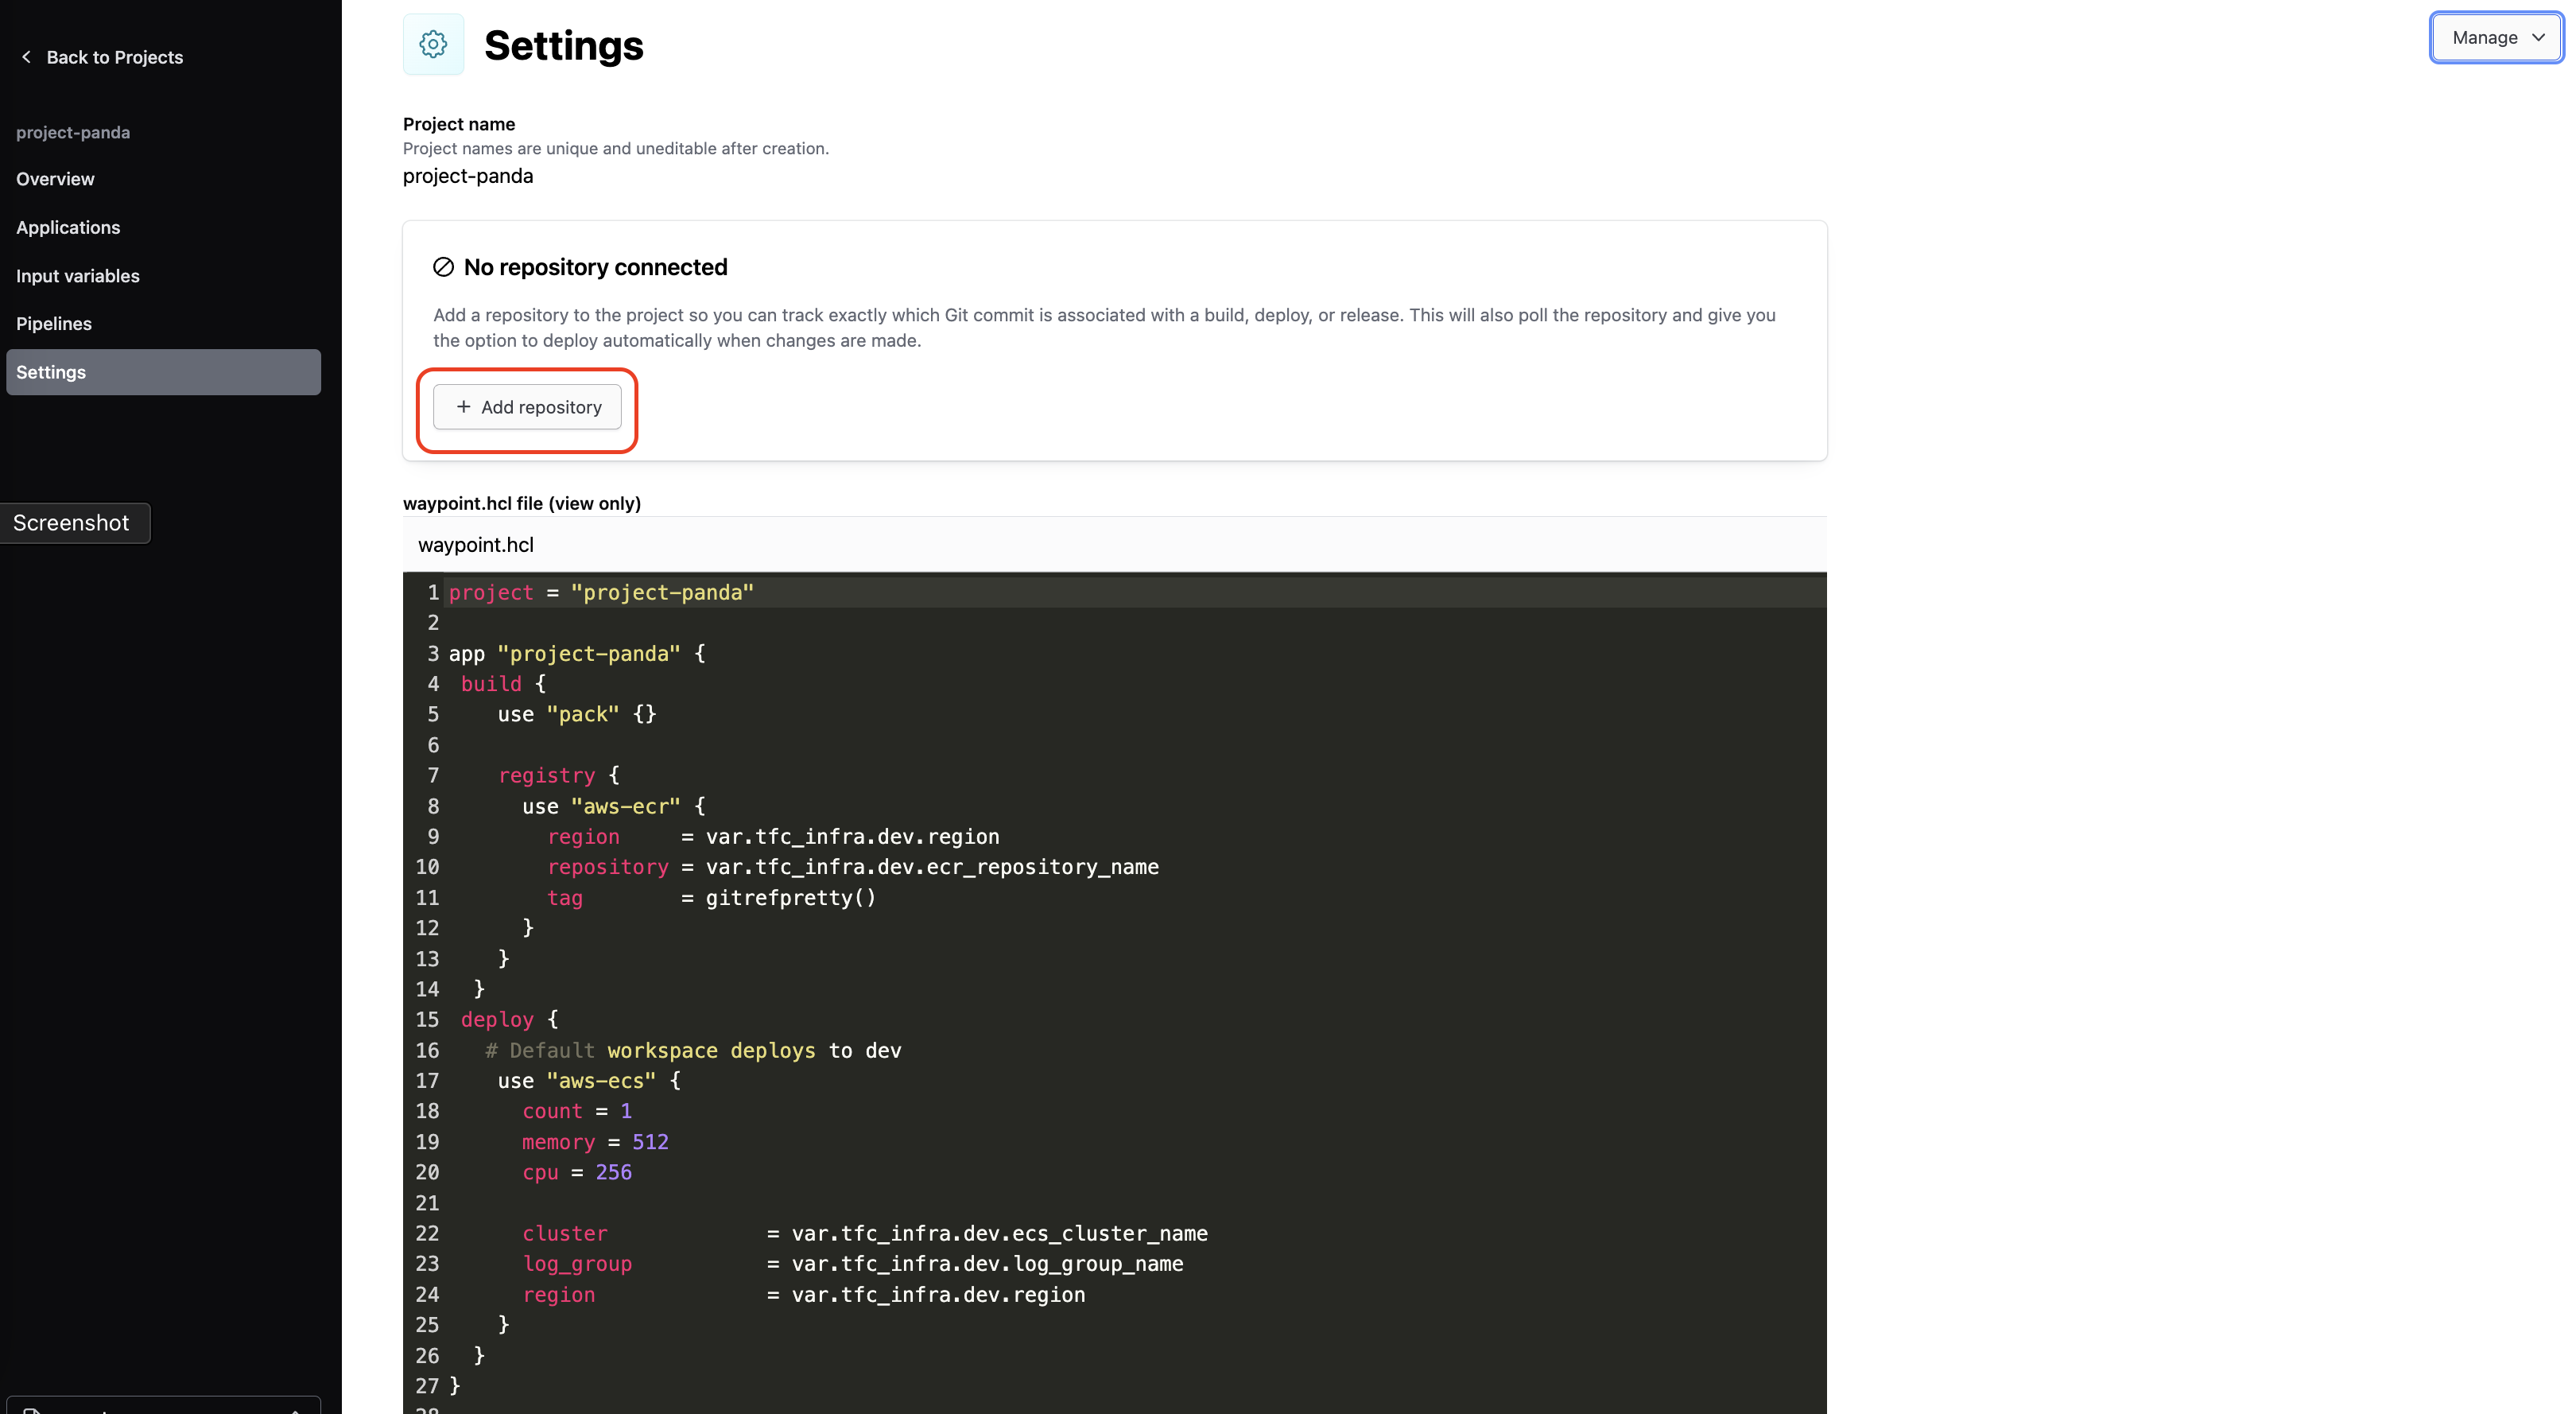 Back to Projects
project-panda
Overview
Applications
Input variables
Pipelines
Settings
Screenshot
Settings
Manage
Project name
Project names are unique and uneditable after creation.
project-panda
No repository connected
Add a repository to the project so you can track exactly which Git commit is associated with a build, deploy, or release. This will also poll the repository and give you
the option to deploy automatically when changes are made.
+ Add repository
waypoint.hcl file (view only)
waypoint.hcl
1 project = "project-panda"
2
3 app "project-panda" {
4 build {
5 use "pack" {}
6
7 registry {
8 use "aws-ecr" {
9 region = var.tfc_infra.dev.region
10 repository = var.tfc_infra.dev.ecr_repository_name
11 tag = gitrefpretty()
12 }
13 }
14 }
15 deploy {
16 # Default workspace deploys to dev
17 use "aws-ecs" {
18 count = 1
19 memory = 512
20 cpu = 256
21
22 cluster = var.tfc_infra.dev.ecs_cluster_name
23 log_group = var.tfc_infra.dev.log_group_name
24 region = var.tfc_infra.dev.region
25 }
26 }
27 }